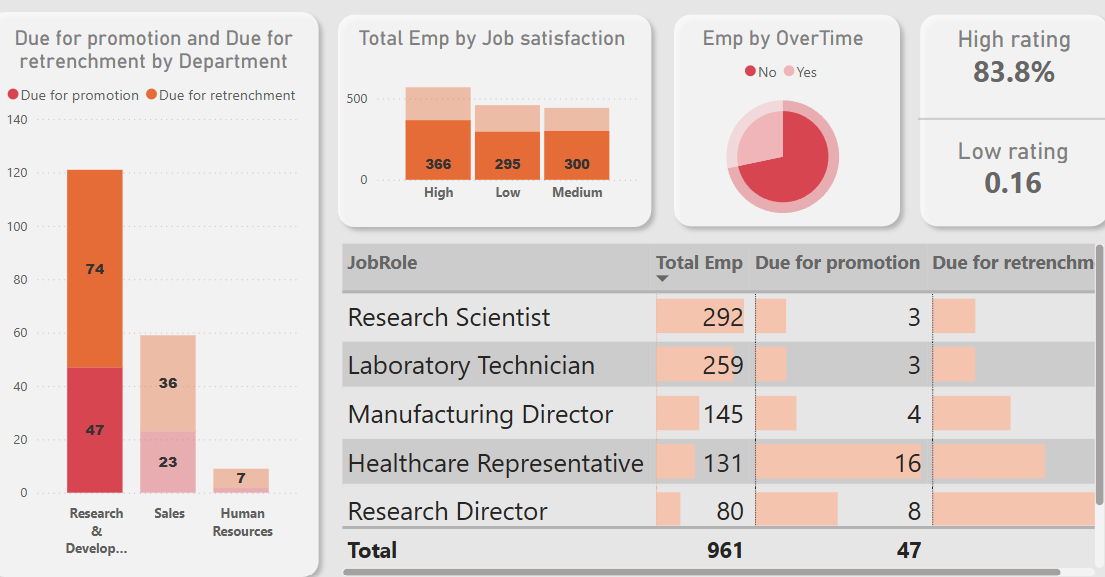 Due for promotion and Due for
retrenchment by Department
Due for promotion Due for retrenchment
140
120
100
80
60
40
20
0
74
47
36
23
7
Research
&
Develop...
Sales
Human
Resources
Total Emp by Job satisfaction
500
0
366
295
300
High
Low
Medium
Emp by OverTime
No Yes
High rating
83.8%
Low rating
0.16
JobRole Total Emp Due for promotion Due for retrenchm
Research Scientist 292 3
Laboratory Technician 259 3
Manufacturing Director 145 4
Healthcare Representative 131 16
Research Director 80 8
Total 961 47